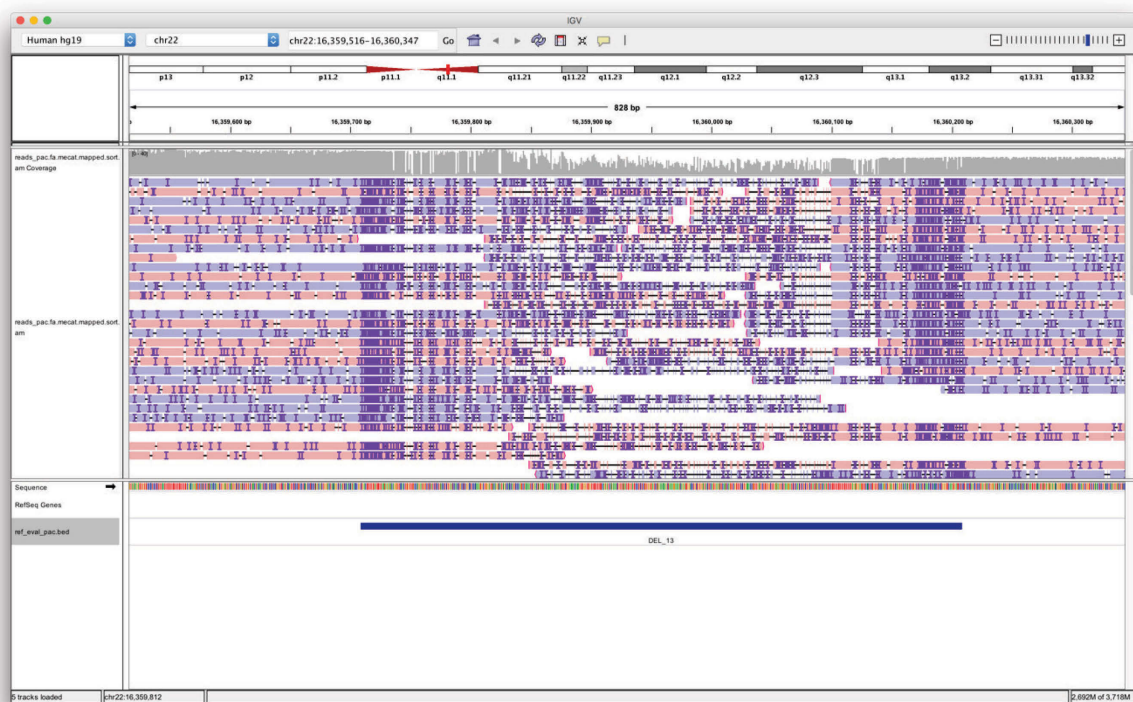 IGV
Human hg19
chr22
chr22:16,359,516-16,360,347
Go
p13 p12 p11.2 p11.1 q11.1 q11.21 q11.22 q11.23 q12.1 q12.2 q12.3 q13.1 q13.2 q13.31 q13.32
828 bp
16,359,600 bp 16,359,700 bp 16,359,800 bp 16,359,900 bp 16,360,000 bp 16,360,100 bp 16,360,200 bp 16,360,300 bp
reads_pac.fa.mecat.mapped.sort.
am Coverage
reads_pac.fa.mecat.mapped.sort.
am
Sequence
RefSeq Genes
ref_eval_pac.bed
DEL_13
5 tracks loaded chr22:16,359,812 2,692M of 3,718M